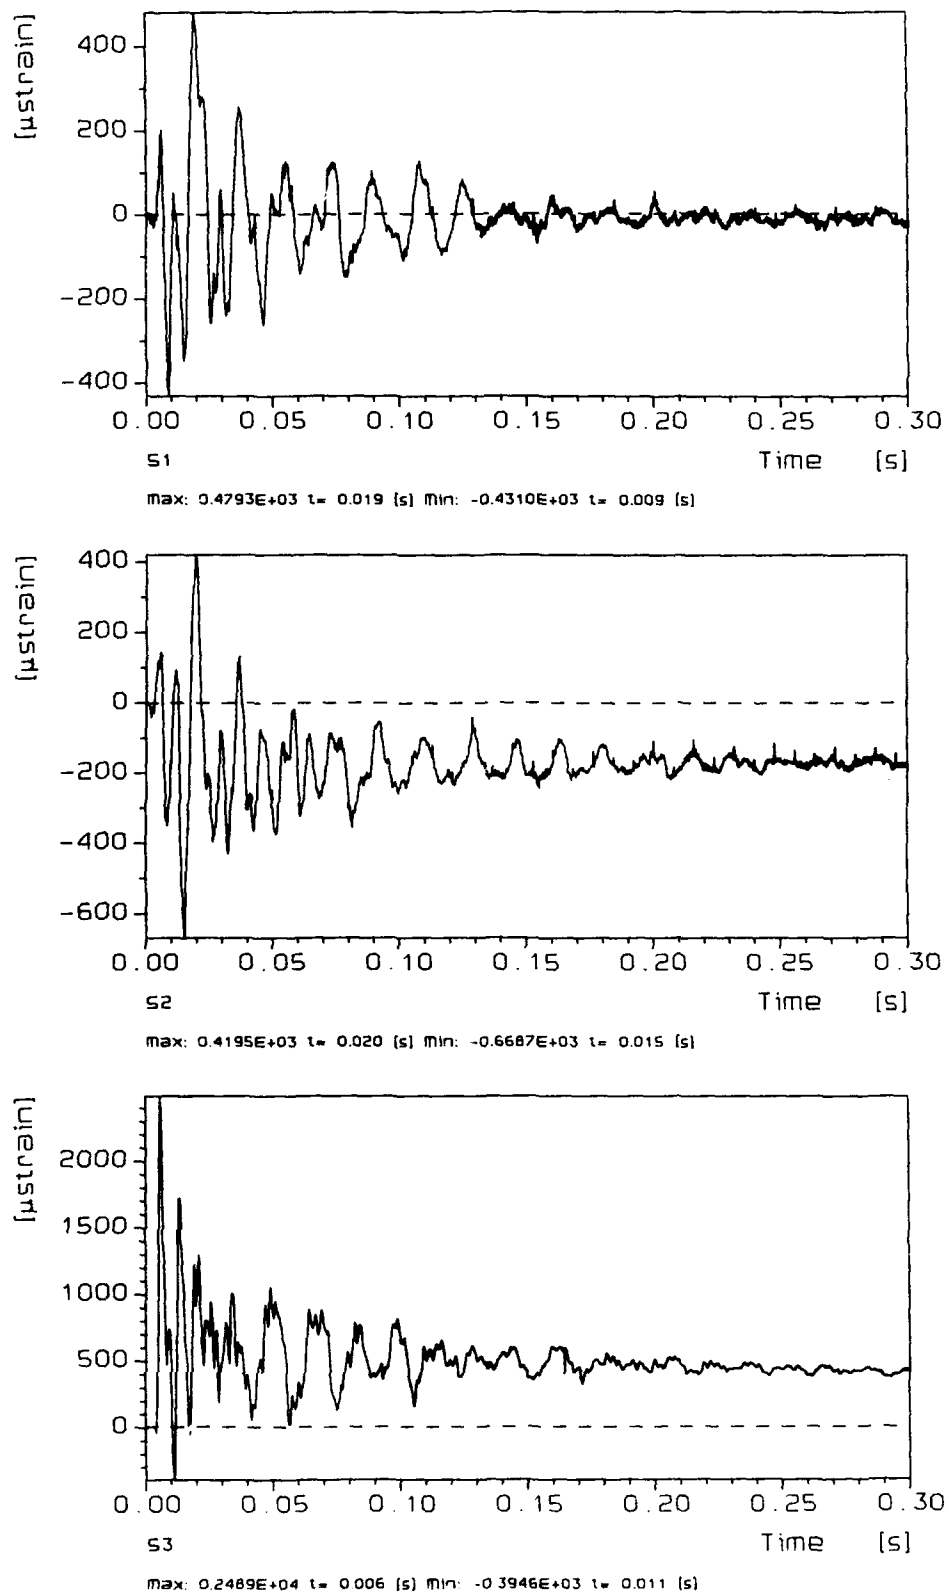 [µstrain]
400
200
0
-200
-400
0.00 0.05 0.10 0.15 0.20 0.25 0.30
S1 Time [s]
max: 0.4793E+03 t= 0.019 [s] min: -0.4310E+03 t= 0.009 [s]
[µstrain]
400
200
0
-200
-400
-600
0.00 0.05 0.10 0.15 0.20 0.25 0.30
S2 Time [s]
max: 0.4195E+03 t= 0.020 [s] min: -0.6687E+03 t= 0.015 [s]
[µstrain]
2000
1500
1000
500
0
0.00 0.05 0.10 0.15 0.20 0.25 0.30
S3 Time [s]
max: 0.2489E+04 t= 0.006 [s] min: -0.3946E+03 t= 0.011 [s]